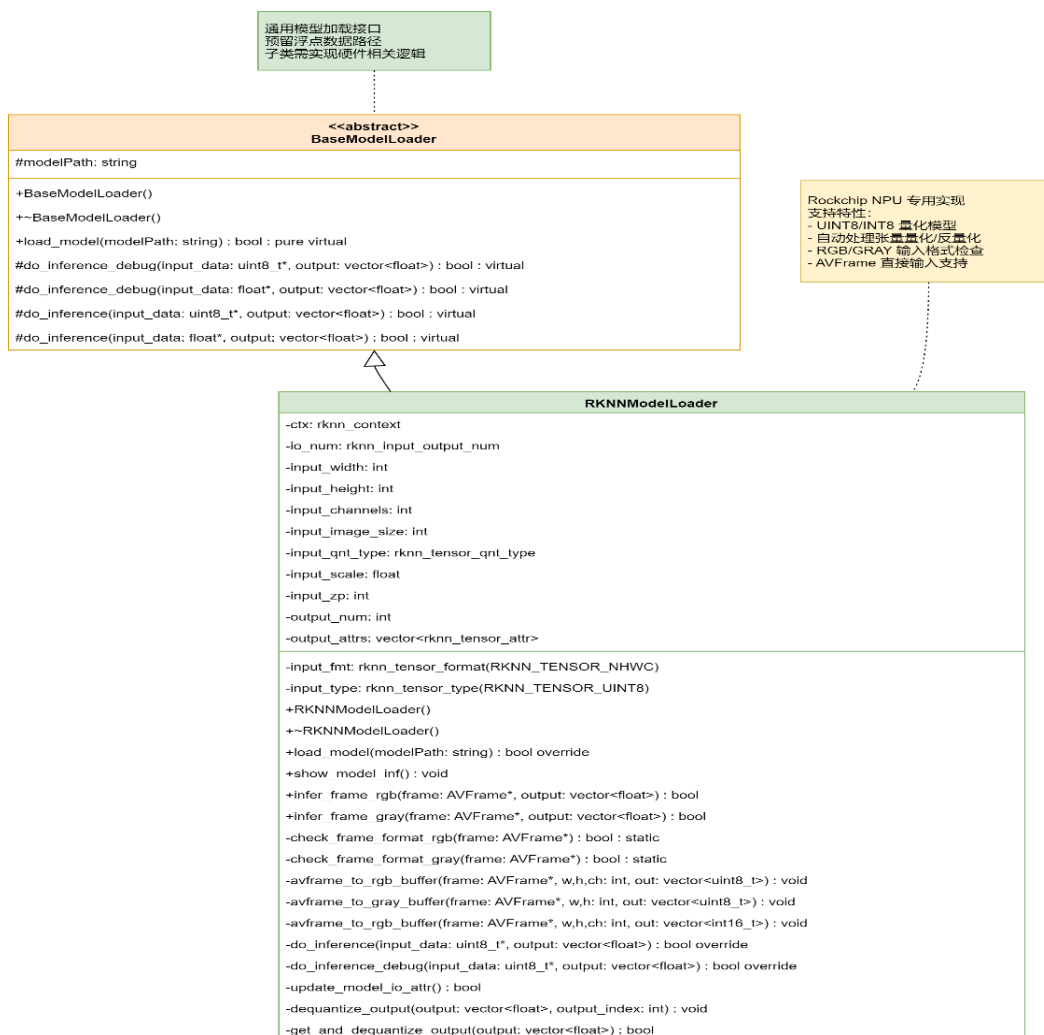 通用模型加载接口
预留浮点数据路径
子类需实现硬件相关逻辑
<<abstract>>
BaseModelLoader
#modelPath: string
+BaseModelLoader()
+~BaseModelLoader()
+load_model(modelPath: string) : bool : pure virtual
#do_inference_debug(input_data: uint8_t*, output: vector<float>) : bool : virtual
#do_inference_debug(input_data: float*, output: vector<float>) : bool : virtual
#do_inference(input_data: uint8_t*, output: vector<float>) : bool : virtual
#do_inference(input_data: float*, output: vector<float>) : bool : virtual
Rockchip NPU 专用实现
支持特性:
- UINT8/INT8 量化模型
- 自动处理张量量化/反量化
- RGB/GRAY 输入格式检查
- AVFrame 直接输入支持
RKNNModelLoader
-ctx: rknn_context
-io_num: rknn_input_output_num
-input_width: int
-input_height: int
-input_channels: int
-input_image_size: int
-input_qnt_type: rknn_tensor_qnt_type
-input_scale: float
-input_zp: int
-output_num: int
-output_attrs: vector<rknn_tensor_attr>
-input_fmt: rknn_tensor_format(RKNN_TENSOR_NHWC)
-input_type: rknn_tensor_type(RKNN_TENSOR_UINT8)
+RKNNModelLoader()
+~RKNNModelLoader()
+load_model(modelPath: string) : bool override
+show_model_inf() : void
+infer_frame_rgb(frame: AVFrame*, output: vector<float>) : bool
+infer_frame_gray(frame: AVFrame*, output: vector<float>) : bool
-check_frame_format_rgb(frame: AVFrame*) : bool : static
-check_frame_format_gray(frame: AVFrame*) : bool : static
-avframe_to_rgb_buffer(frame: AVFrame*, w,h,ch: int, out: vector<uint8_t>) : void
-avframe_to_gray_buffer(frame: AVFrame*, w,h: int, out: vector<uint8_t>) : void
-avframe_to_rgb_buffer(frame: AVFrame*, w,h,ch: int, out: vector<int16_t>) : void
-do_inference(input_data: uint8_t*, output: vector<float>) : bool override
-do_inference_debug(input_data: uint8_t*, output: vector<float>) : bool override
-update_model_io_attr() : bool
-dequantize_output(output: vector<float>, output_index: int) : void
-get_and_dequantize_output(output: vector<float>) : bool